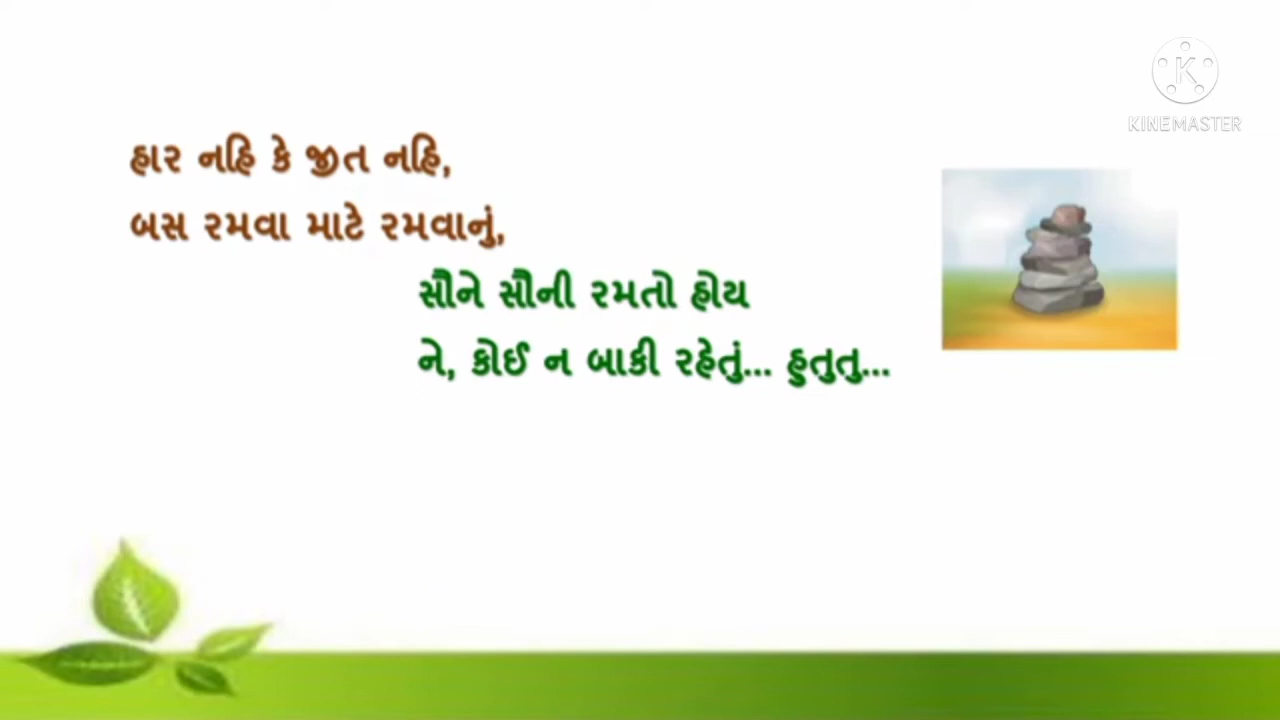 KINEMASTER
હાર નહિ કે જીત નહિ,
બસ રમવા માટે રમવાનું,
સૌને સૌની રમતો હોય
ને, કોઈ ન બાકી રહેતું... હુતુતુ...